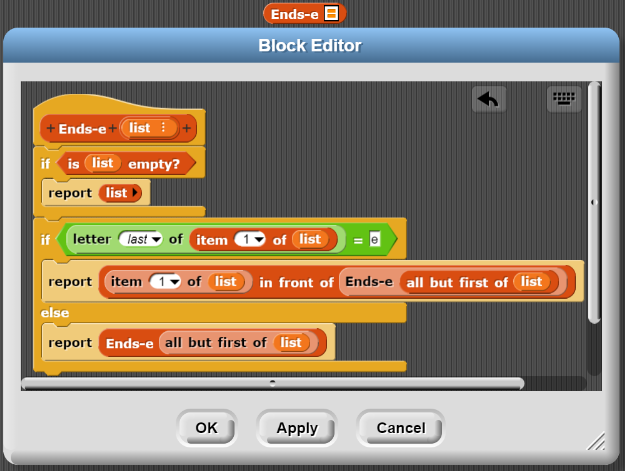 Ends-e
Block Editor
+ Ends-e + list ⋮ +
if is list empty?
report list
if letter last of item 1 of list = e
report item 1 of list in front of Ends-e all but first of list
else
report Ends-e all but first of list
OK Apply Cancel